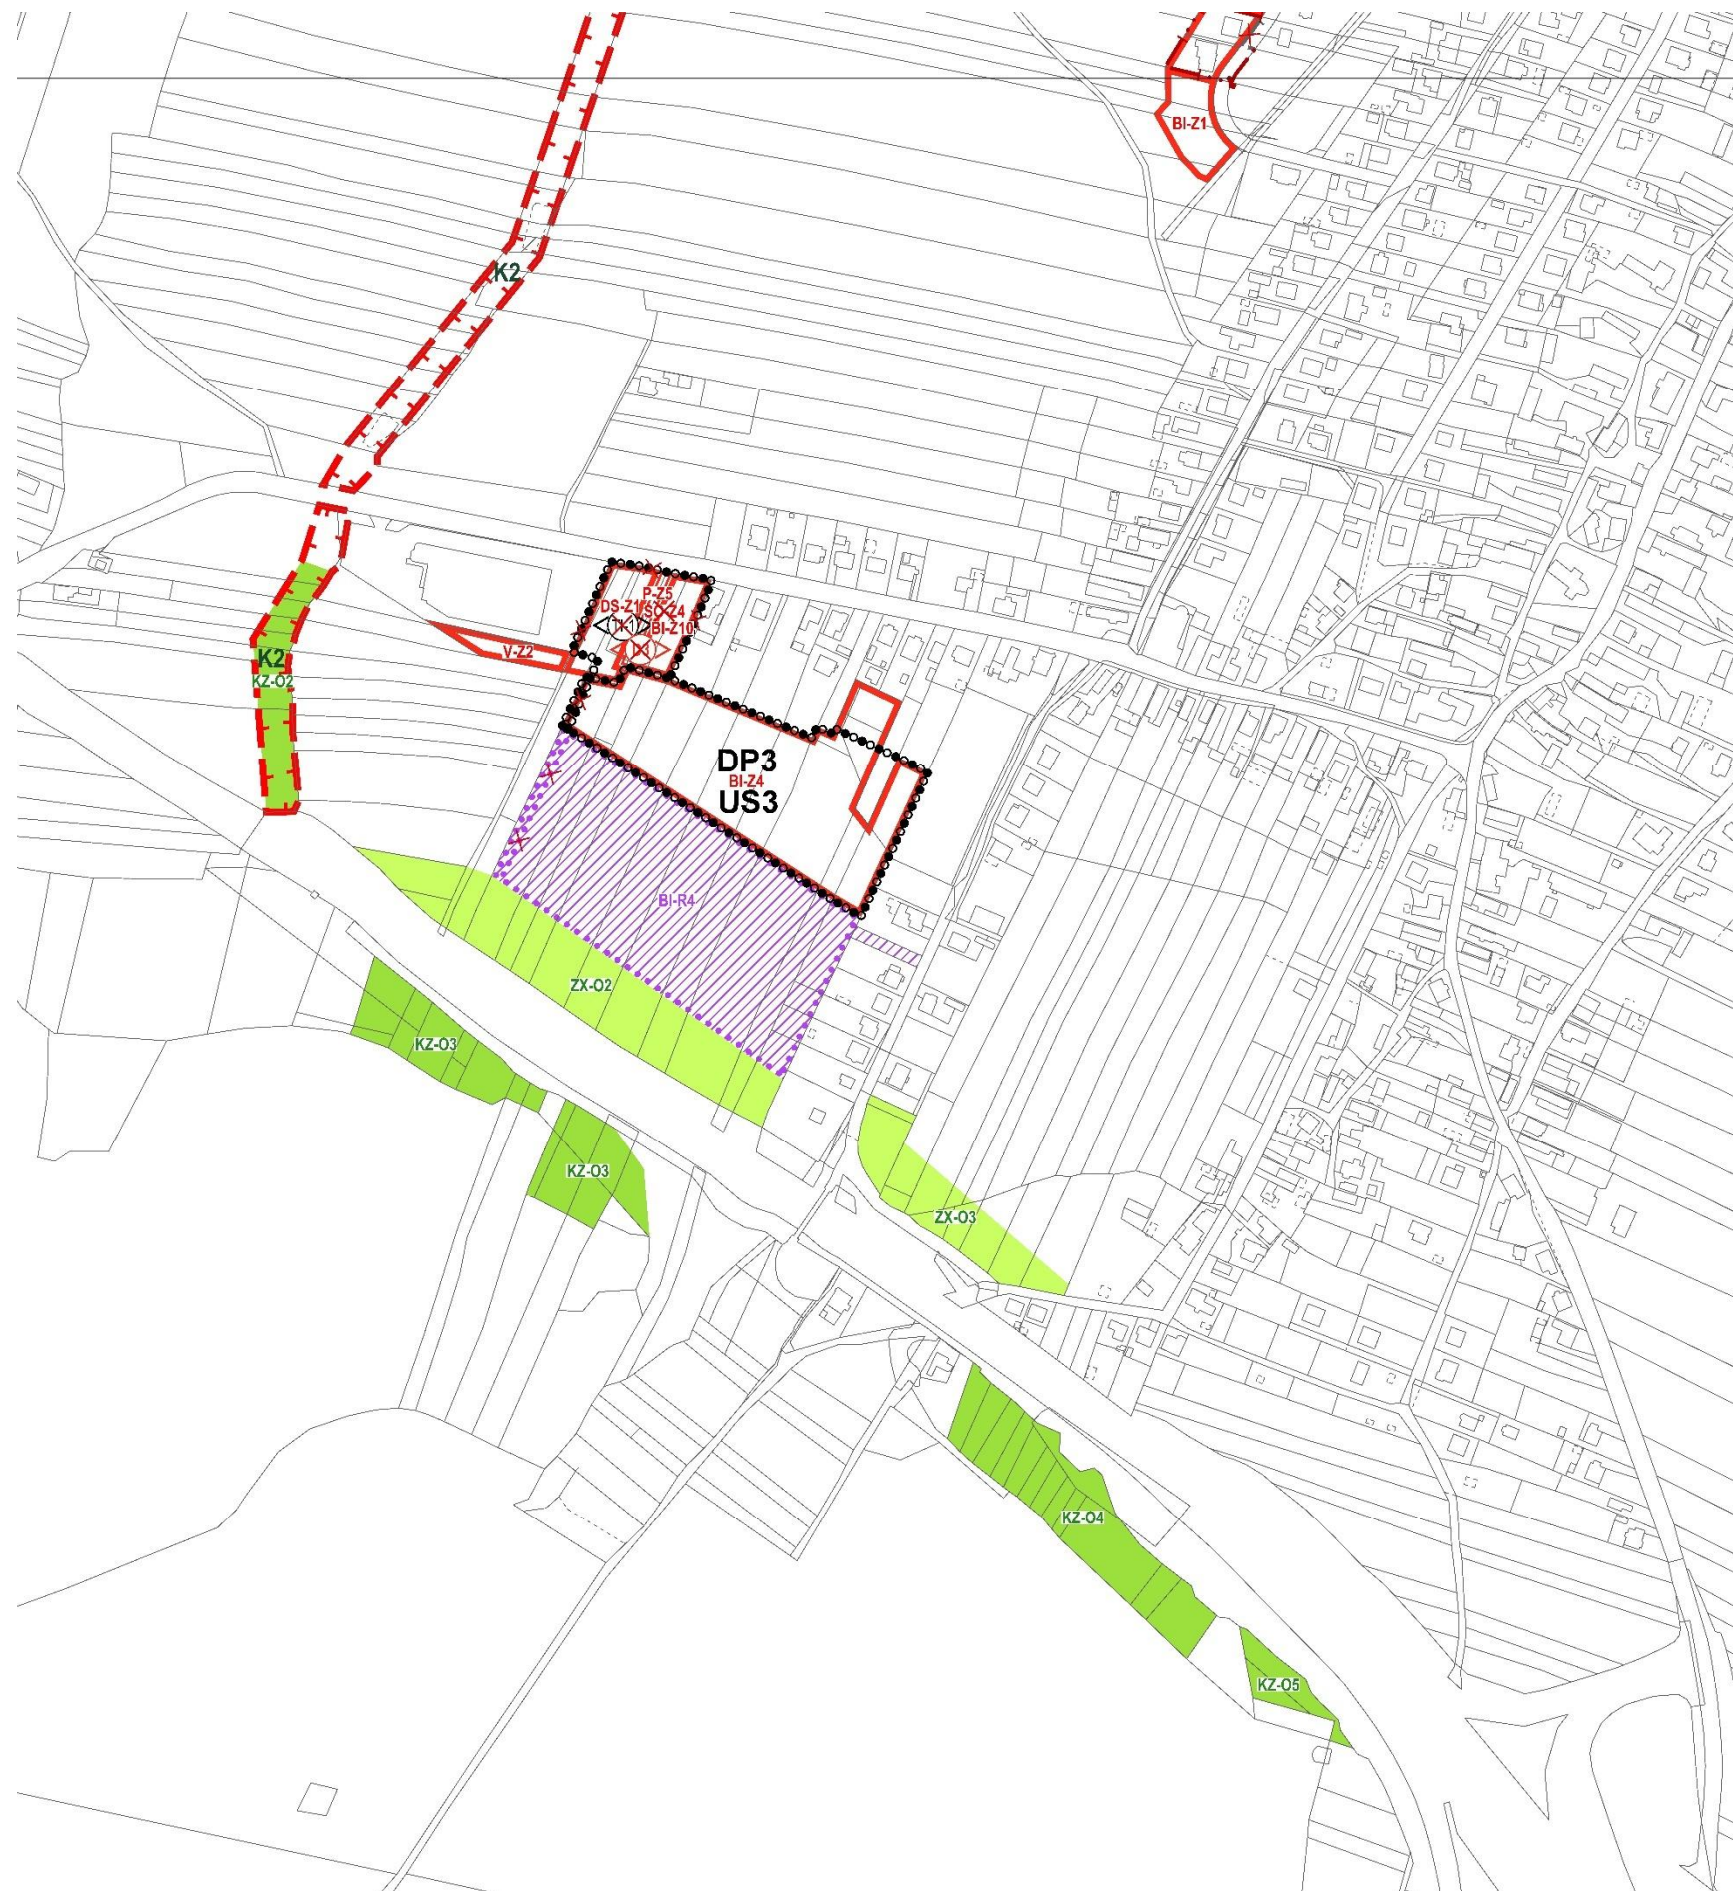 BI-Z1
K2
P-Z5
DS-Z1
SO-Z4
BI-Z10
V-Z2
K2
KZ-O2
DP3
BI-Z4
US3
BI-R4
ZX-O2
KZ-O3
KZ-O3
ZX-O3
KZ-O4
KZ-O5